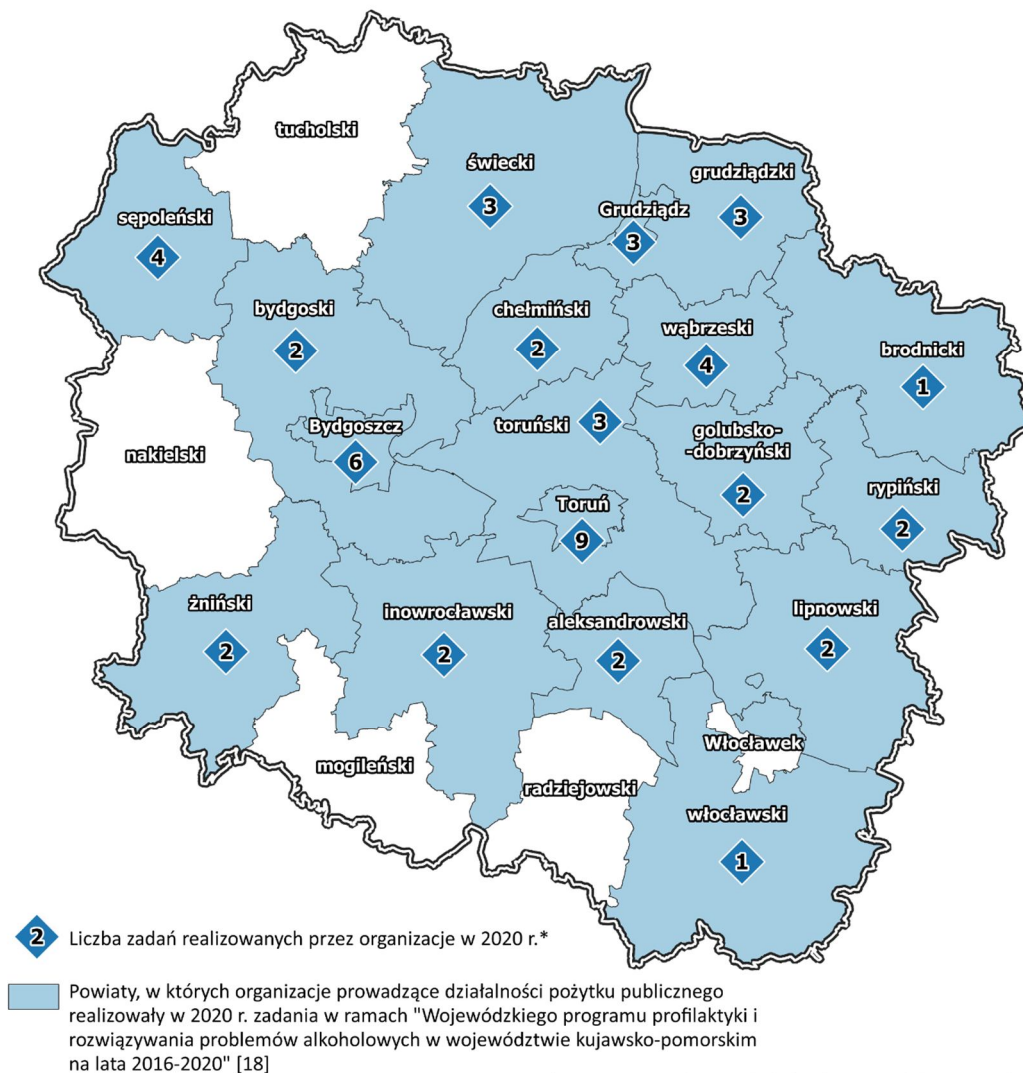 tucholski
świecki
3
grudziądzki
3
Grudziądz
3
sępoleński
4
bydgoski
2
chełmiński
2
wąbrzeski
4
brodnicki
1
Bydgoszcz
6
toruński
3
golubsko-
-dobrzyński
2
nakielski
rypiński
2
Toruń
9
żniński
2
inowrocławski
2
aleksandrowski
2
lipnowski
2
mogileński
radziejowski
Włocławek
włocławski
1
2 Liczba zadań realizowanych przez organizacje w 2020 r.*
Powiaty, w których organizacje prowadzące działalności pożytku publicznego
realizowały w 2020 r. zadania w ramach "Wojewódzkiego programu profilaktyki i
rozwiązywania problemów alkoholowych w województwie kujawsko-pomorskim
na lata 2016-2020" [18]